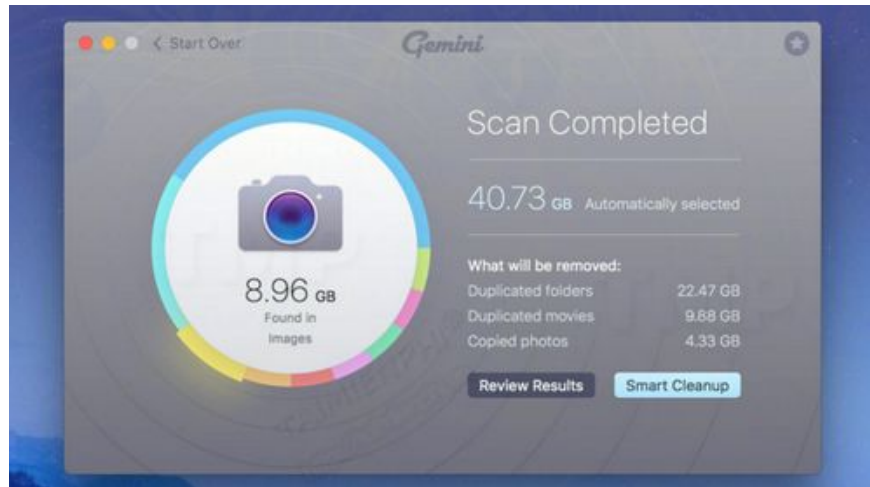 Start Over
Gemini
8.96 GB
Found in
Images
Scan Completed
40.73 GB Automatically selected
What will be removed:
Duplicated folders 22.47 GB
Duplicated movies 9.88 GB
Copied photos 4.33 GB
Review Results Smart Cleanup